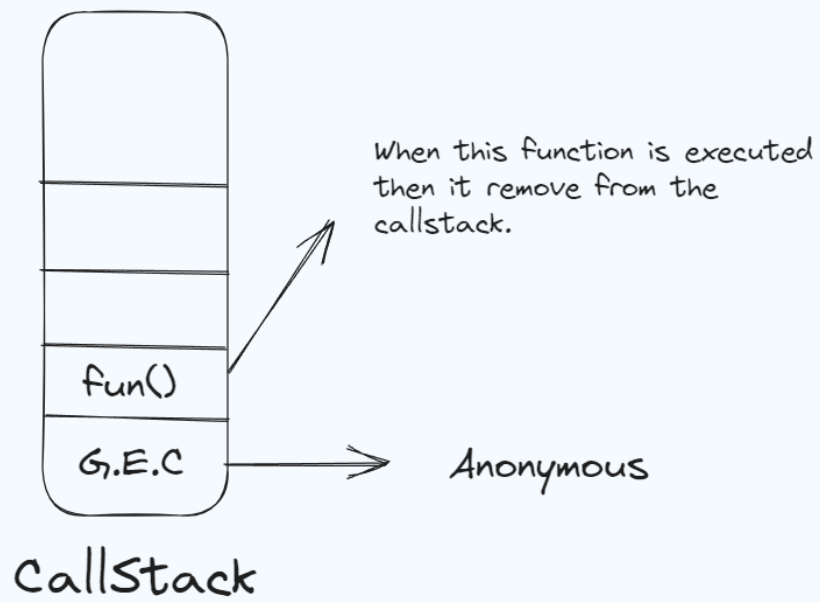 When this function is executed
then it remove from the
callstack.
fun()
G.E.C
Anonymous
CallStack